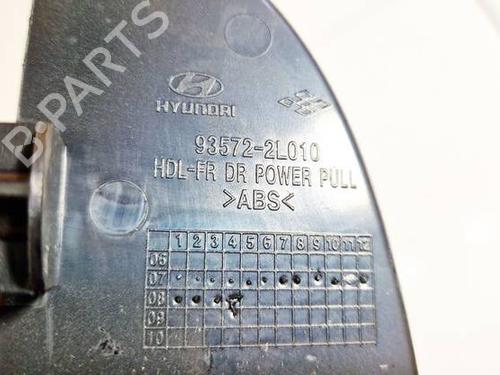 B-PARTS
HYUNDAI
93572-2L010
HDL-FR DR POWER PULL
>ABS<
1 2 3 4 5 6 7 8 9 10 11 12
06
07
08
09
10